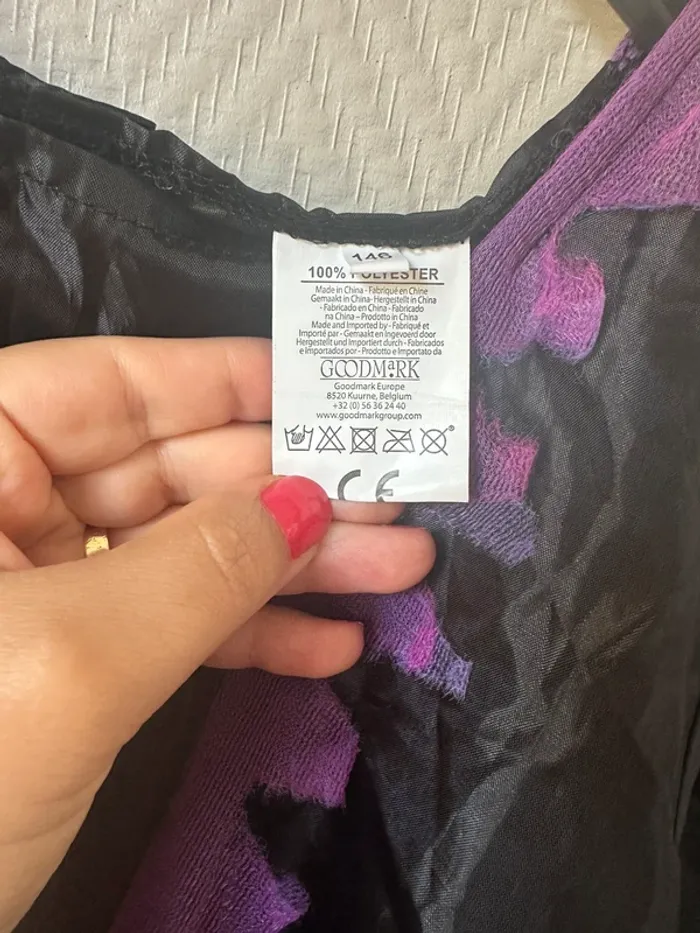 146
100% POLYESTER
Made in China - Fabriqué en Chine
Gemaakt in China- Hergestellt in China
- Fabricado en China - Fabricado
na China – Prodotto in China
Made and Imported by - Fabriqué et
Importé par - Gemaakt en Ingevoerd door
Hergestellt und Importiert durch - Fabricados
e Importados por - Prodotto e Importato da
GOODMaRK
Goodmark Europe
8520 Kuurne, Belgium
+32 (0) 56 36 24 40
www.goodmarkgroup.com
CE